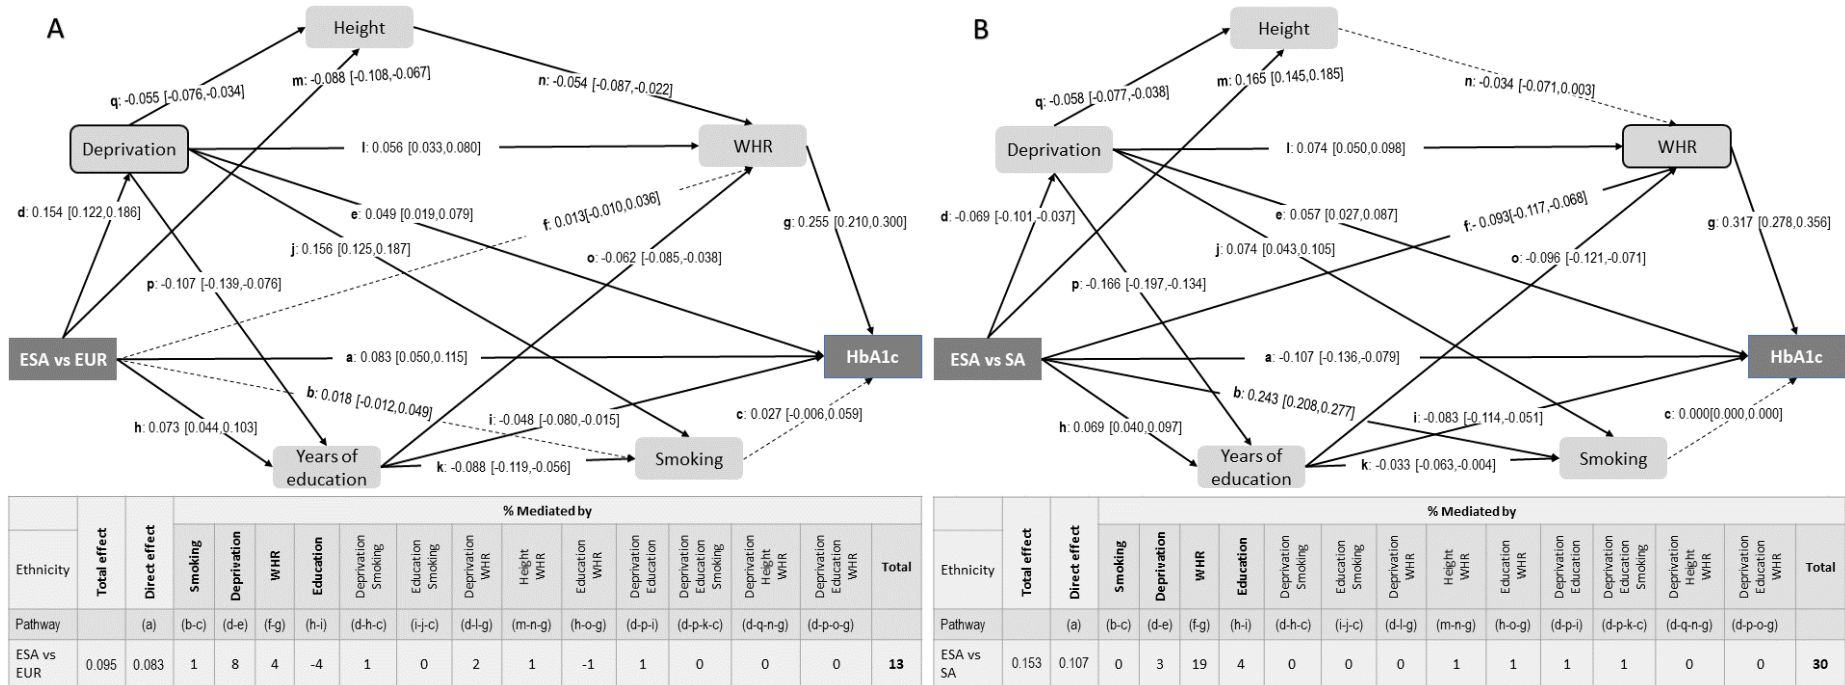 A
Height
m: -0.088 [-0.108,-0.067]
q: -0.055 [-0.076,-0.034]
n: -0.054 [-0.087,-0.022]
Deprivation
l: 0.056 [0.033,0.080]
WHR
d: 0.154 [0.122,0.186]
e: 0.049 [0.019,0.079]
f: 0.013[-0.010,0.036]
g: 0.255 [0.210,0.300]
j: 0.156 [0.125,0.187]
o: -0.062 [-0.085,-0.038]
p: -0.107 [-0.139,-0.076]
ESA vs EUR
a: 0.083 [0.050,0.115]
HbA1c
b: 0.018 [-0.012,0.049]
i: -0.048 [-0.080,-0.015]
c: 0.027 [-0.006,0.059]
h: 0.073 [0.044,0.103]
Years of
education
k: -0.088 [-0.119,-0.056]
Smoking
% Mediated by
Ethnicity
Total effect
Direct effect
Smoking
Deprivation
WHR
Education
Deprivation
Smoking
Education
Smoking
Deprivation
WHR
Height
WHR
Education
WHR
Deprivation
Education
Deprivation
Education
Smoking
Deprivation
Height
WHR
Deprivation
Education
WHR
Total
Pathway (a) (b-c) (d-e) (f-g) (h-i) (d-h-c) (i-j-c) (d-l-g) (m-n-g) (h-o-g) (d-p-i) (d-p-k-c) (d-q-n-g) (d-p-o-g)
ESA vs
EUR
0.095 0.083 1 8 4 -4 1 0 2 1 -1 1 0 0 0 13
B
Height
m: 0.165 [0.145,0.185]
q: -0.058 [-0.077,-0.038]
n: -0.034 [-0.071,0.003]
Deprivation
l: 0.074 [0.050,0.098]
WHR
d: -0.069 [-0.101,-0.037]
e: 0.057 [0.027,0.087]
f:- 0.093[-0.117,-0.068]
g: 0.317 [0.278,0.356]
j: 0.074 [0.043,0.105]
o: -0.096 [-0.121,-0.071]
p: -0.166 [-0.197,-0.134]
ESA vs SA
a: -0.107 [-0.136,-0.079]
HbA1c
b: 0.243 [0.208,0.277]
i: -0.083 [-0.114,-0.051]
c: 0.000[0.000,0.000]
h: 0.069 [0.040,0.097]
Years of
education
k: -0.033 [-0.063,-0.004]
Smoking
% Mediated by
Ethnicity
Total effect
Direct effect
Smoking
Deprivation
WHR
Education
Deprivation
Smoking
Education
Smoking
Deprivation
WHR
Height
WHR
Education
WHR
Deprivation
Education
Deprivation
Education
Smoking
Deprivation
Height
WHR
Deprivation
Education
WHR
Total
Pathway (a) (b-c) (d-e) (f-g) (h-i) (d-h-c) (i-j-c) (d-l-g) (m-n-g) (h-o-g) (d-p-i) (d-p-k-c) (d-q-n-g) (d-p-o-g)
ESA vs
SA
0.153 0.107 0 3 19 4 0 0 0 1 1 1 1 0 0 30